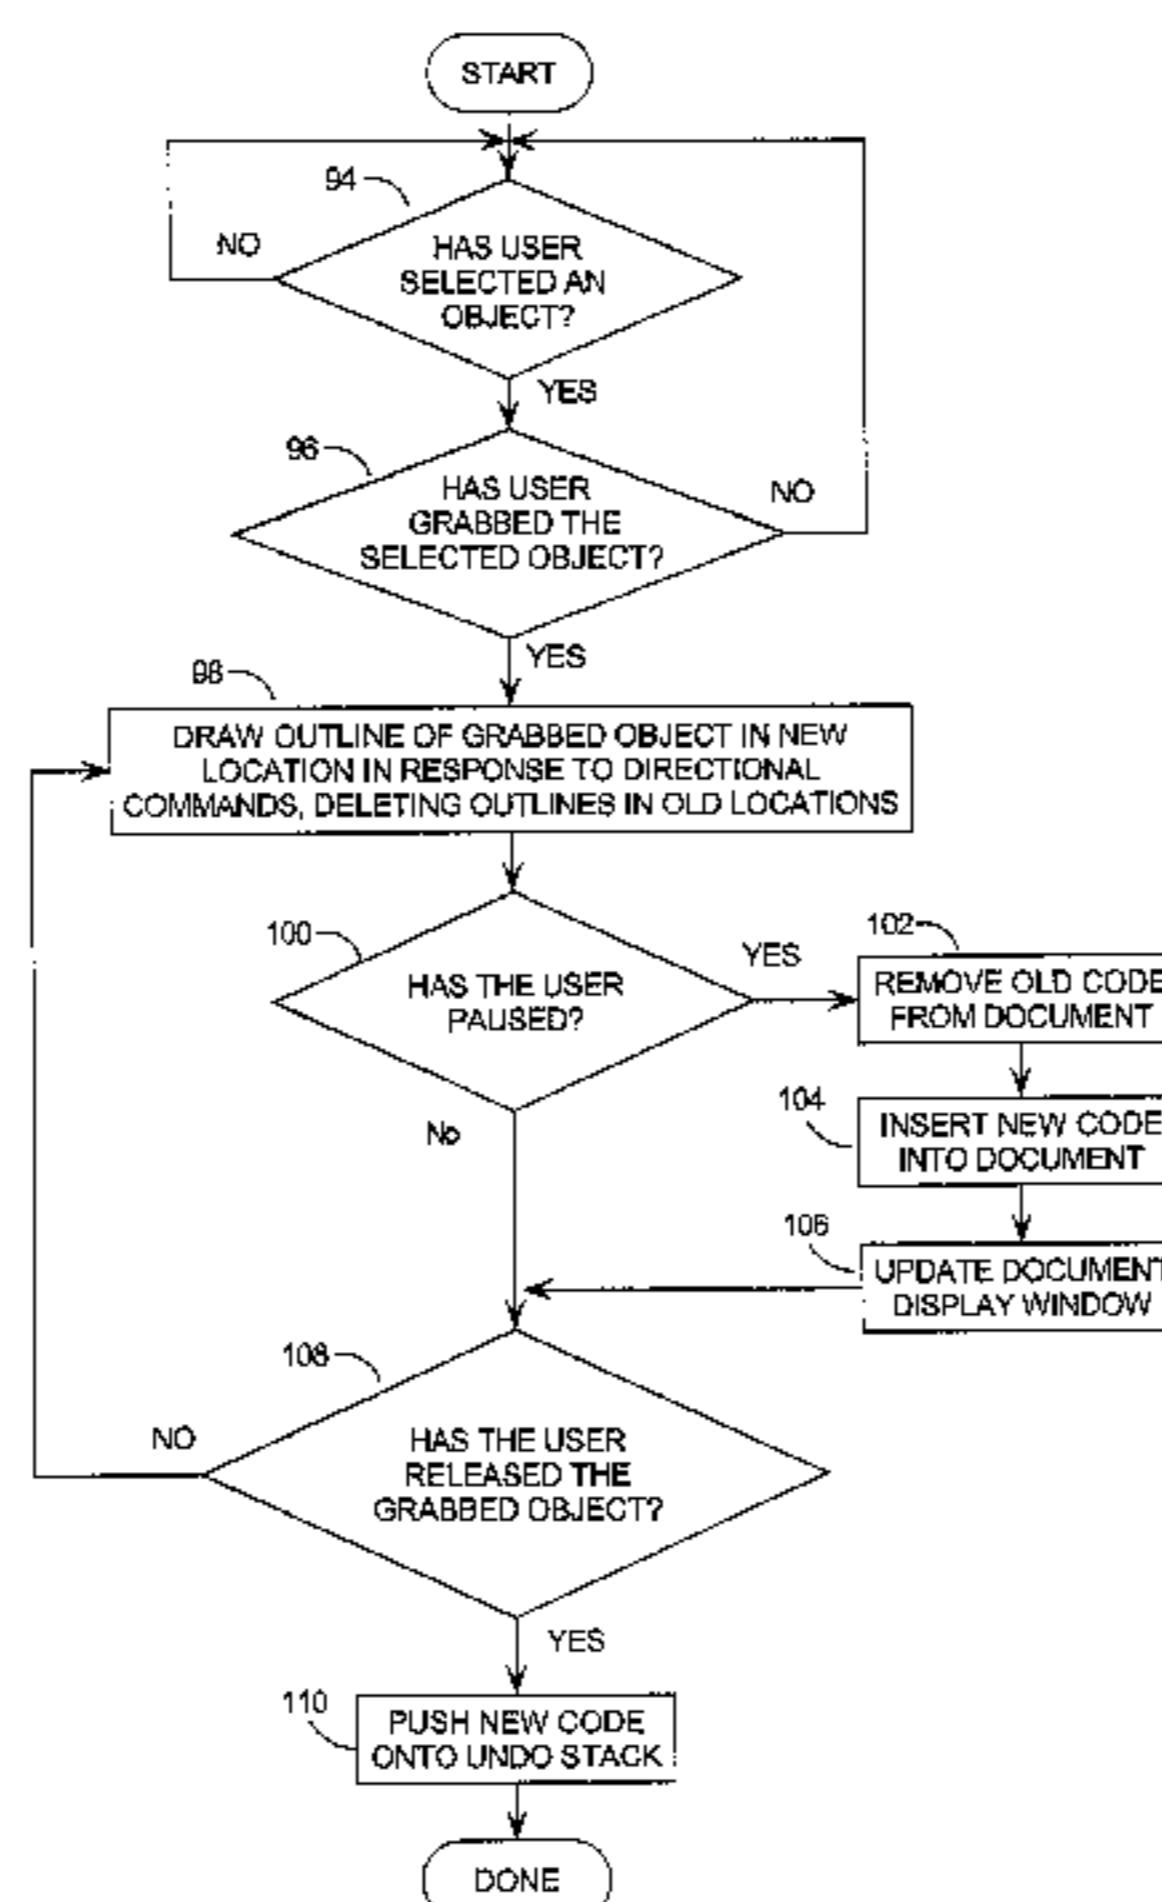 START
94
NO
HAS USER
SELECTED AN
OBJECT?
YES
96
HAS USER
GRABBED THE
SELECTED OBJECT?
NO
YES
98
DRAW OUTLINE OF GRABBED OBJECT IN NEW
LOCATION IN RESPONSE TO DIRECTIONAL
COMMANDS, DELETING OUTLINES IN OLD LOCATIONS
100
HAS THE USER
PAUSED?
YES
102
REMOVE OLD CODE
FROM DOCUMENT
No
104
INSERT NEW CODE
INTO DOCUMENT
106
UPDATE DOCUMENT
DISPLAY WINDOW
108
NO
HAS THE USER
RELEASED THE
GRABBED OBJECT?
YES
110
PUSH NEW CODE
ONTO UNDO STACK
DONE